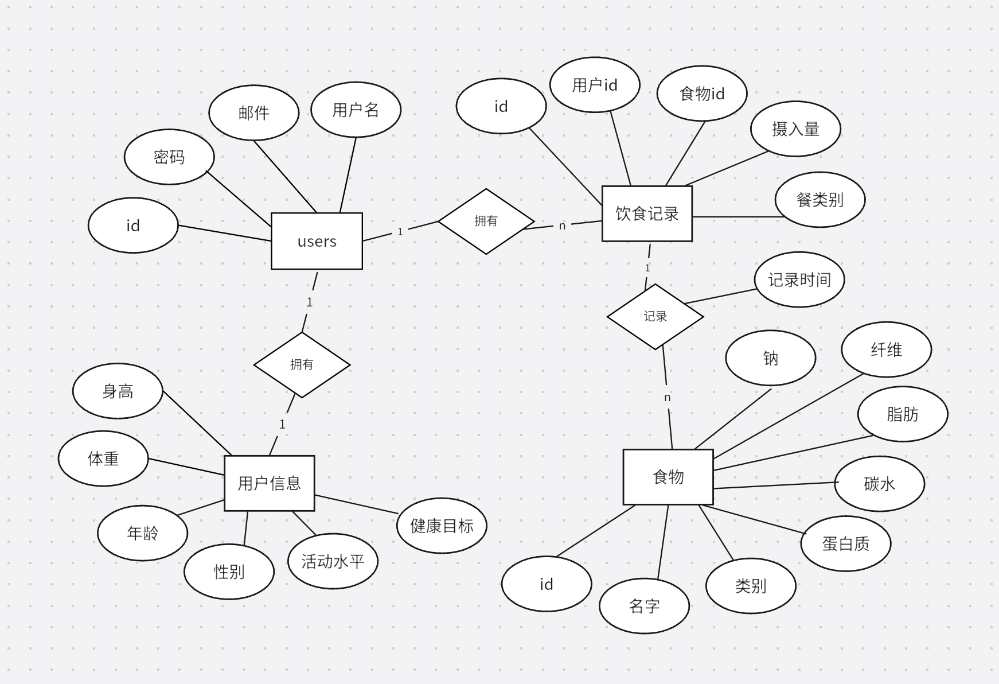 用户id
食物id
id
邮件
用户名
摄入量
密码
餐类别
饮食记录
拥有
id
1
n
users
1
记录时间
1
记录
钠
纤维
拥有
身高
n
脂肪
1
体重
食物
用户信息
碳水
健康目标
年龄
蛋白质
活动水平
性别
id
类别
名字